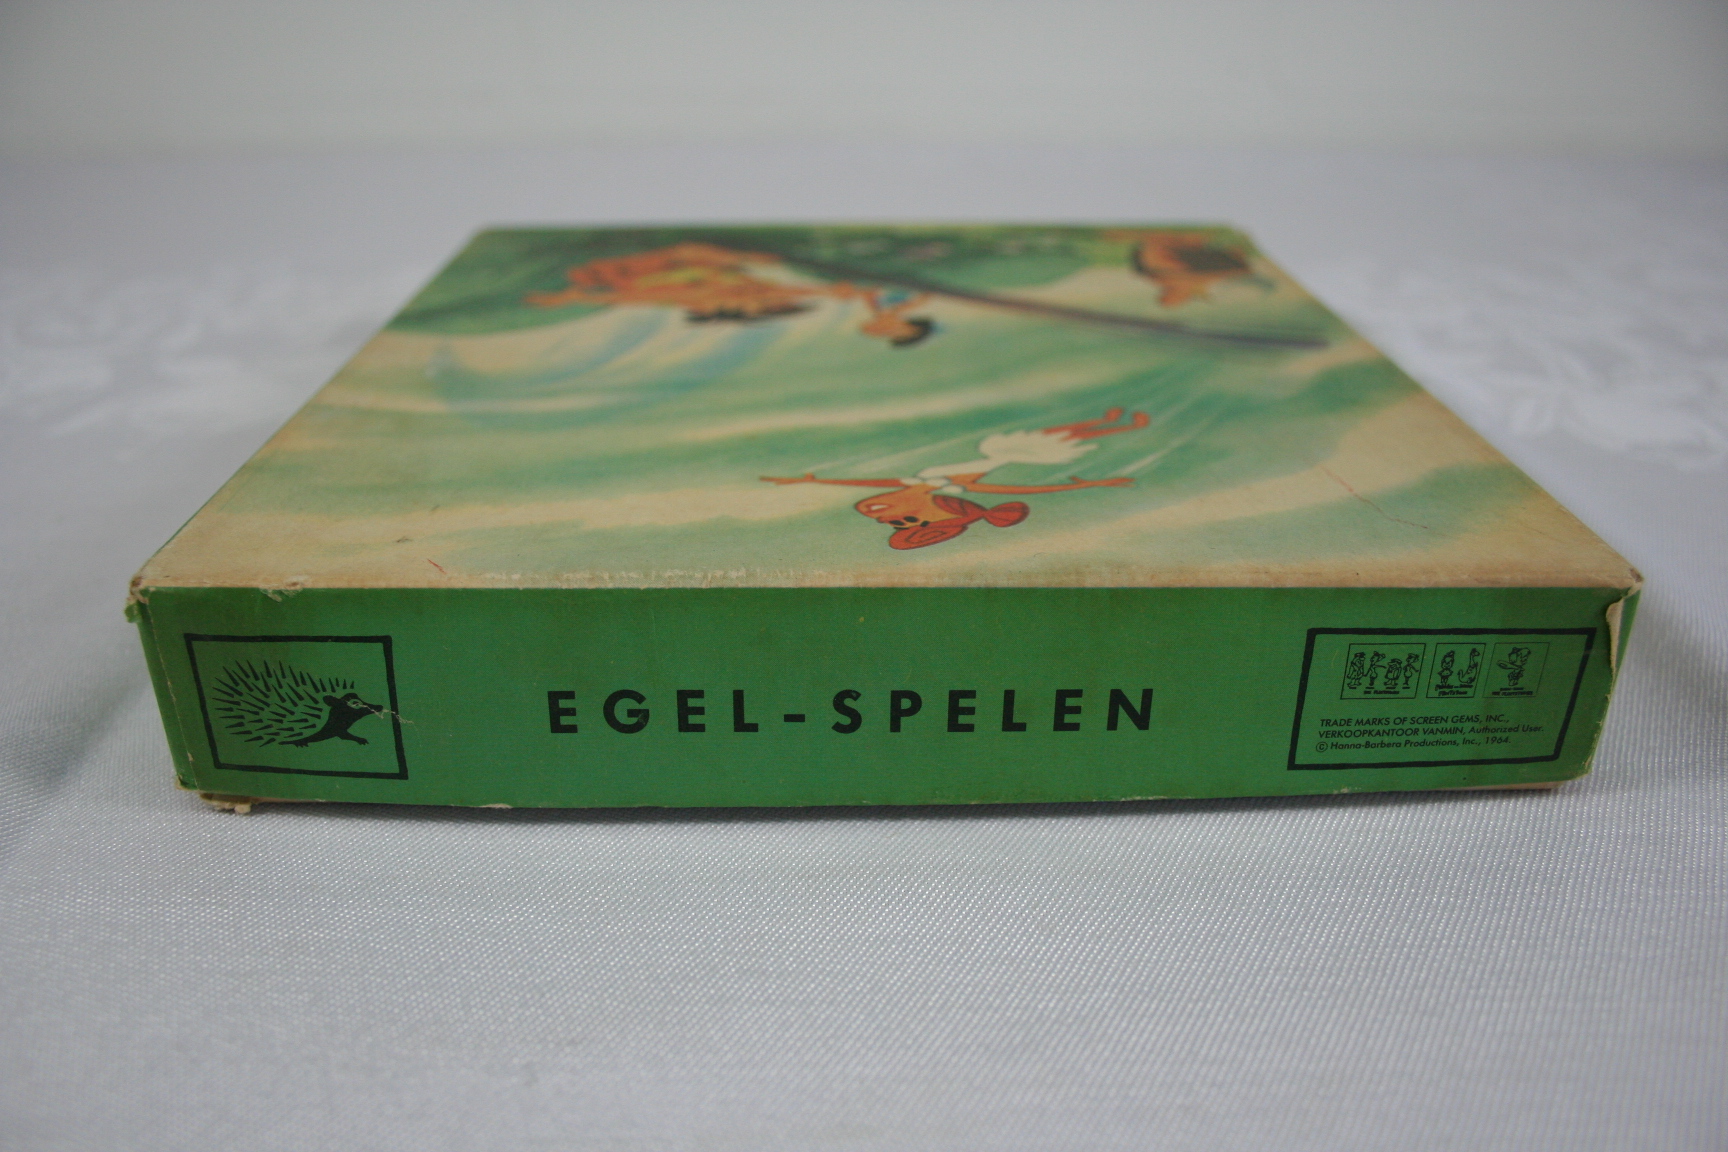 EGEL-SPELEN
TRADE MARKS OF SCREEN GEMS, INC.,
VERKOOPKANTOOR VANMIN, Authorized User.
© Hanna-Barbera Productions, Inc., 1964.